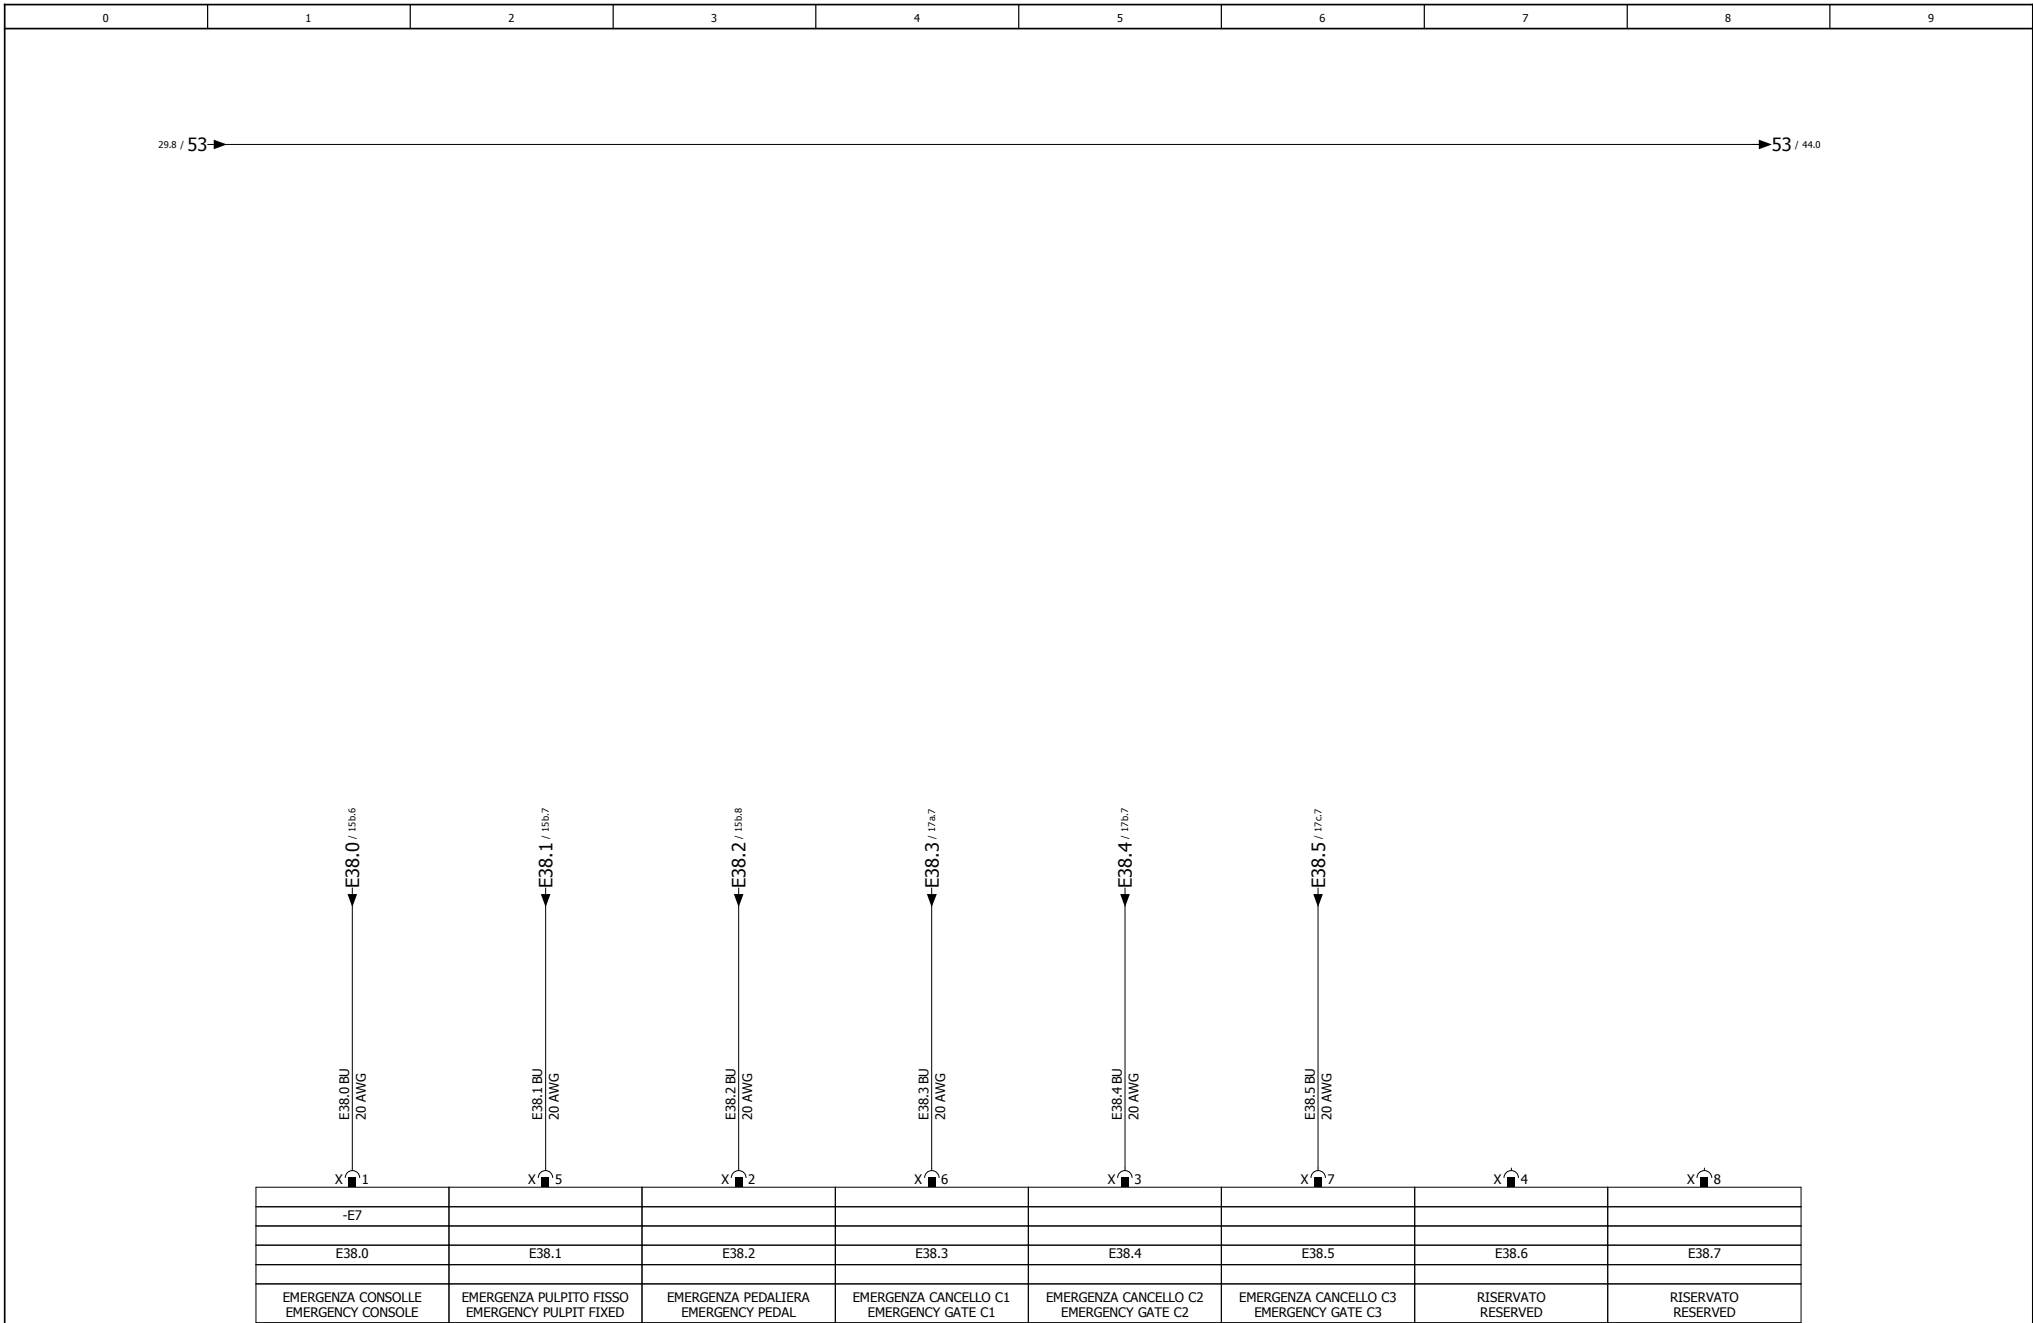 0 1 2 3 4 5 6 7 8 9
29.8 / 53 53 / 44.0
E38.0 / 15b.6
E38.1 / 15b.7
E38.2 / 15b.8
E38.3 / 17a.7
E38.4 / 17b.7
E38.5 / 17c.7
E38.0 BU
20 AWG
E38.1 BU
20 AWG
E38.2 BU
20 AWG
E38.3 BU
20 AWG
E38.4 BU
20 AWG
E38.5 BU
20 AWG
X 1 X 5 X 2 X 6 X 3 X 7 X 4 X 8
-E7
E38.0 E38.1 E38.2 E38.3 E38.4 E38.5 E38.6 E38.7
EMERGENZA CONSOLLE
EMERGENCY CONSOLE
EMERGENZA PULPITO FISSO
EMERGENCY PULPIT FIXED
EMERGENZA PEDALIERA
EMERGENCY PEDAL
EMERGENZA CANCELLO C1
EMERGENCY GATE C1
EMERGENZA CANCELLO C2
EMERGENCY GATE C2
EMERGENZA CANCELLO C3
EMERGENCY GATE C3
RISERVATO
RESERVED
RISERVATO
RESERVED